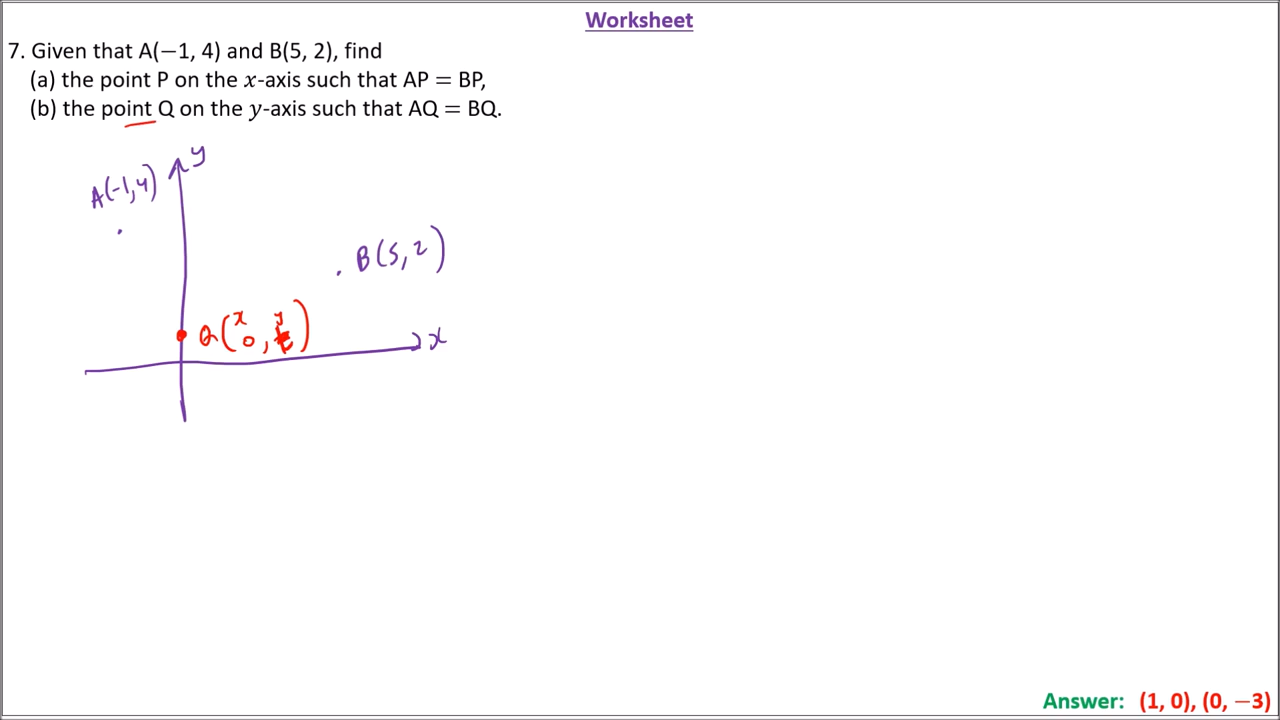 Worksheet
7. Given that A(−1, 4) and B(5, 2), find
(a) the point P on the x-axis such that AP = BP,
(b) the point Q on the y-axis such that AQ = BQ.
y
A(-1,4)
B(5,2)
x y
Q(0,t)
x
Answer: (1, 0), (0, −3)